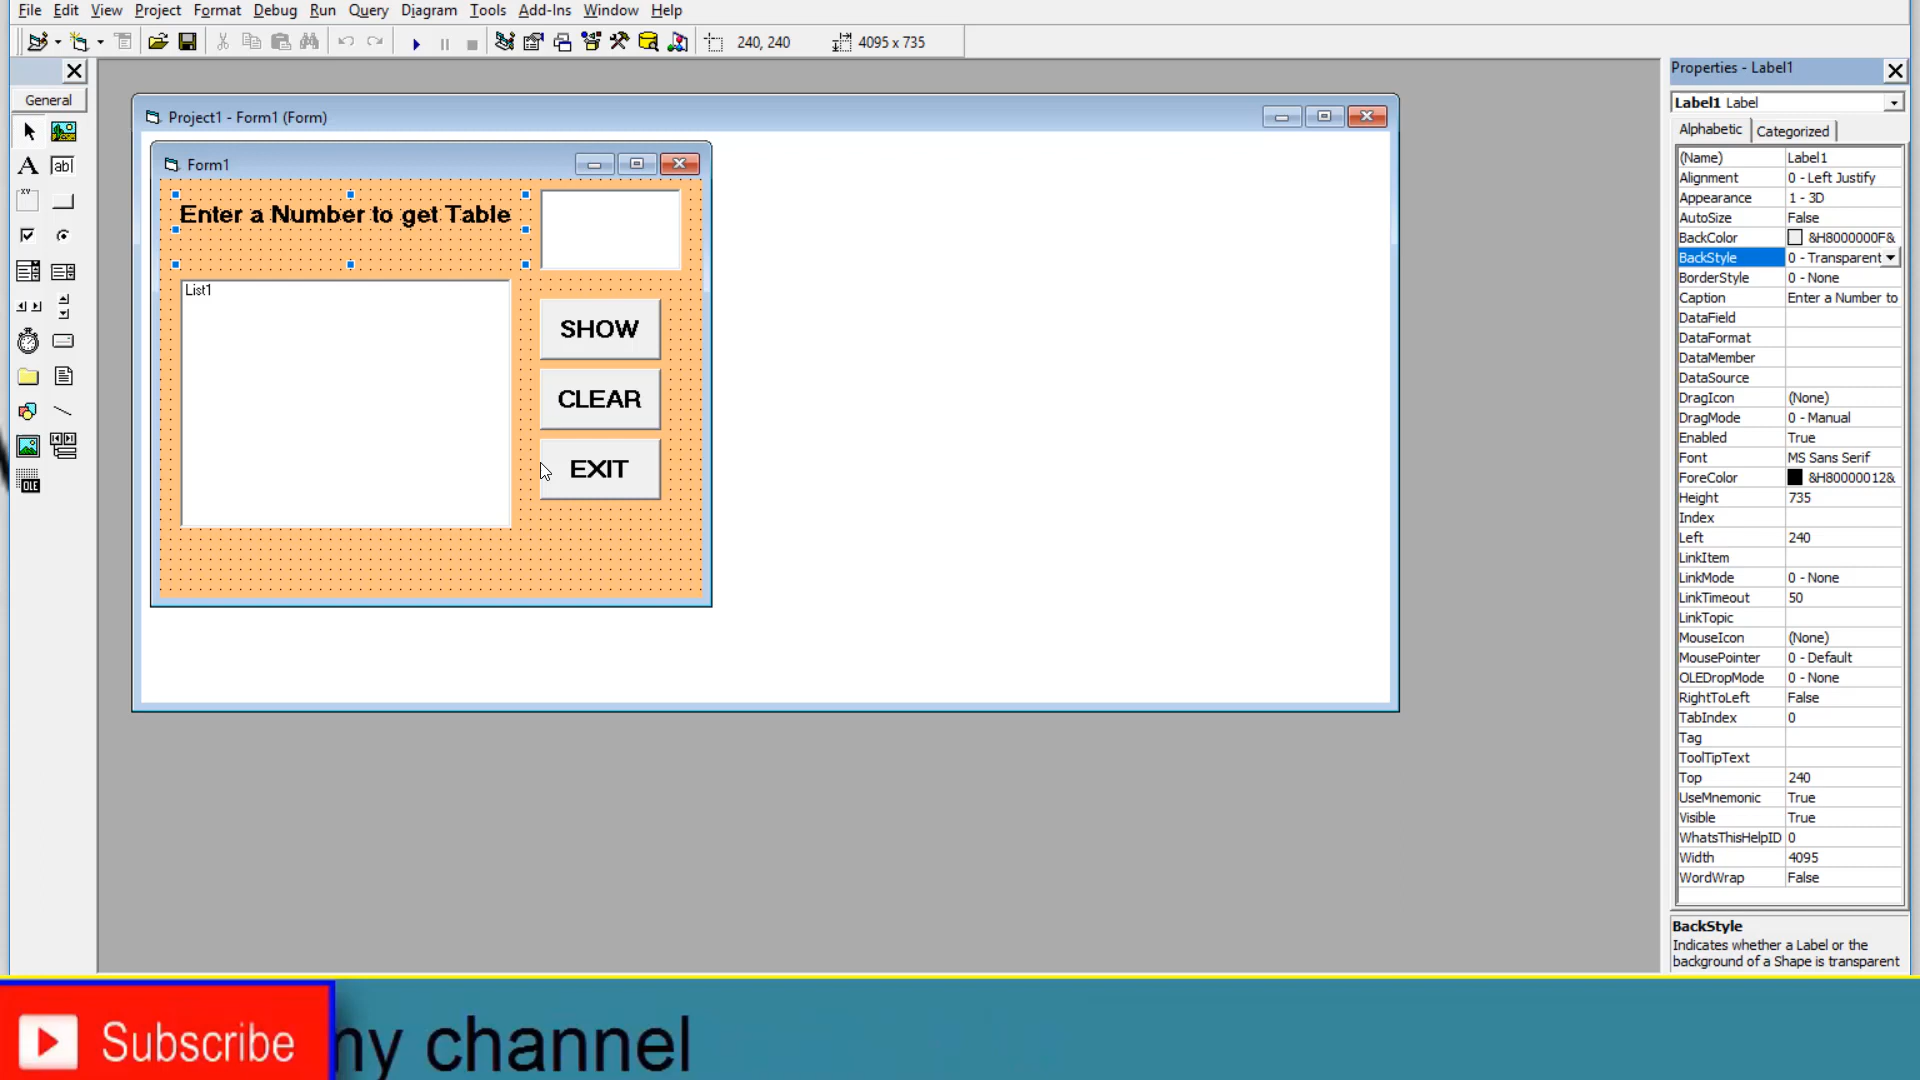 File Edit View Project Format Debug Run Query Diagram Tools Add-Ins Window Help
240, 240 4095 x 735
General
Project1 - Form1 (Form)
Form1
Enter a Number to get Table
List1
SHOW
CLEAR
EXIT
Properties - Label1
Label1 Label
Alphabetic Categorized
(Name) Label1
Alignment 0 - Left Justify
Appearance 1 - 3D
AutoSize False
BackColor &H8000000F&
BackStyle 0 - Transparent
BorderStyle 0 - None
Caption Enter a Number to
DataField
DataFormat
DataMember
DataSource
DragIcon (None)
DragMode 0 - Manual
Enabled True
Font MS Sans Serif
ForeColor &H80000012&
Height 735
Index
Left 240
LinkItem
LinkMode 0 - None
LinkTimeout 50
LinkTopic
MouseIcon (None)
MousePointer 0 - Default
OLEDropMode 0 - None
RightToLeft False
TabIndex 0
Tag
ToolTipText
Top 240
UseMnemonic True
Visible True
WhatsThisHelpID 0
Width 4095
WordWrap False
BackStyle
Indicates whether a Label or the
background of a Shape is transparent
Subscribe my channel